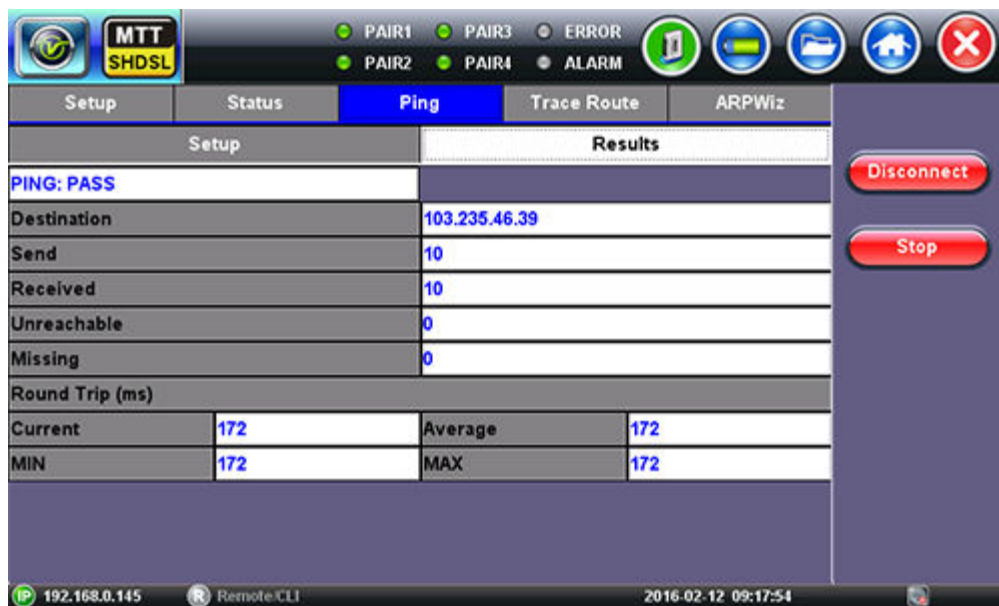 MTT
SHDSL
PAIR1 PAIR3 ERROR
PAIR2 PAIR4 ALARM
Setup Status Ping Trace Route ARPWiz
Setup Results
Disconnect
PING: PASS
Destination 103.235.46.39
Stop
Send 10
Received 10
Unreachable 0
Missing 0
Round Trip (ms)
Current 172 Average 172
MIN 172 MAX 172
IP 192.168.0.145 R Remote/CLI 2016-02-12 09:17:54